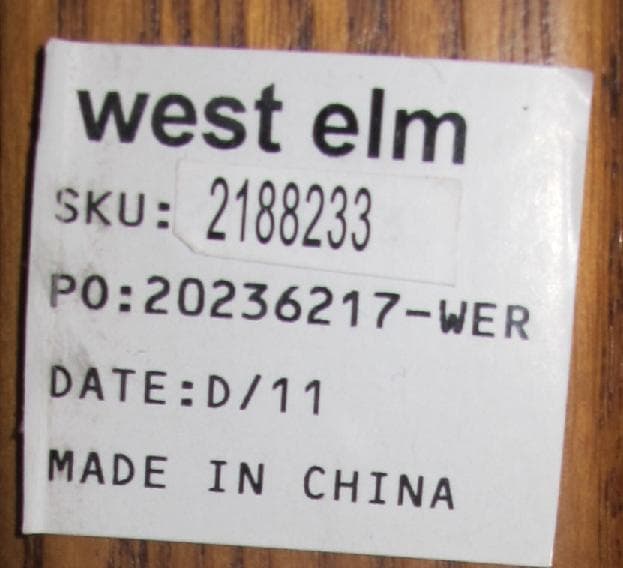 west elm
SKU: 2188233
PO:20236217-WER
DATE:D/11
MADE IN CHINA